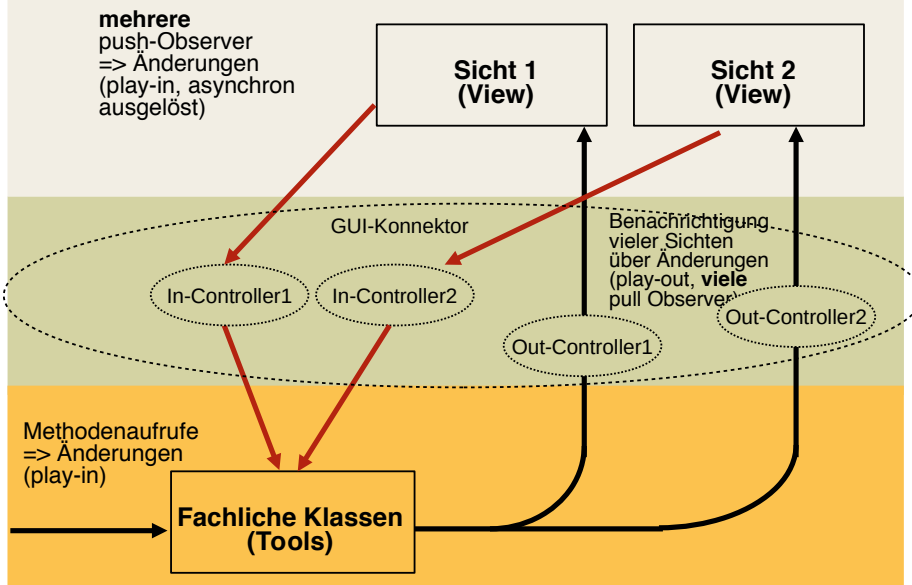 mehrere
push-Observer
=> Änderungen
(play-in, asynchron
ausgelöst)
Sicht 1
(View)
Sicht 2
(View)
GUI-Konnektor
Benachrichtigung
vieler Sichten
über Änderungen
(play-out, viele
pull Observer)
In-Controller1
In-Controller2
Out-Controller1
Out-Controller2
Methodenaufrufe
=> Änderungen
(play-in)
Fachliche Klassen
(Tools)